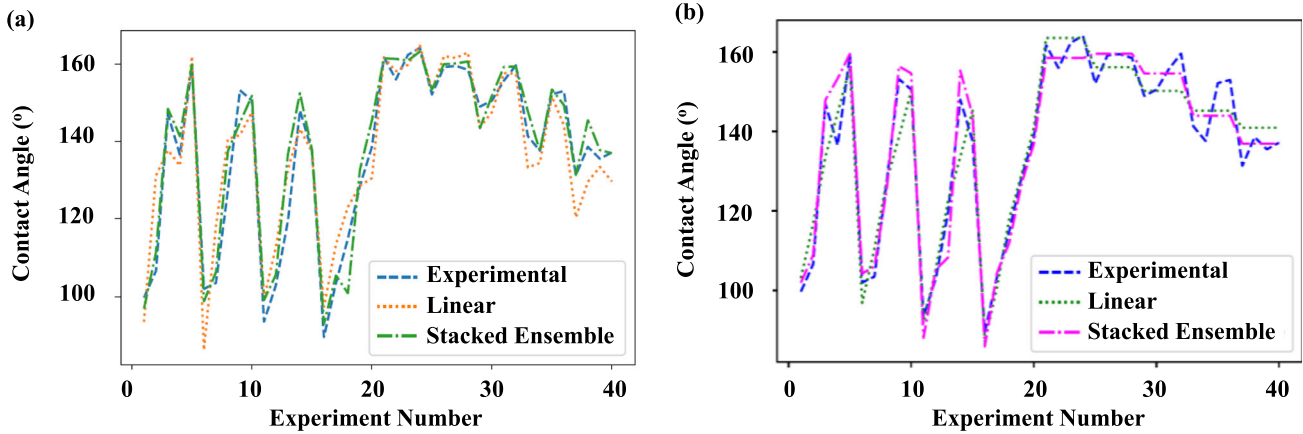 (a)
Contact Angle (º)
160
140
120
100
0
10
20
30
40
Experiment Number
Experimental
Linear
Stacked Ensemble
(b)
Contact Angle (º)
160
140
120
100
0
10
20
30
40
Experiment Number
Experimental
Linear
Stacked Ensemble